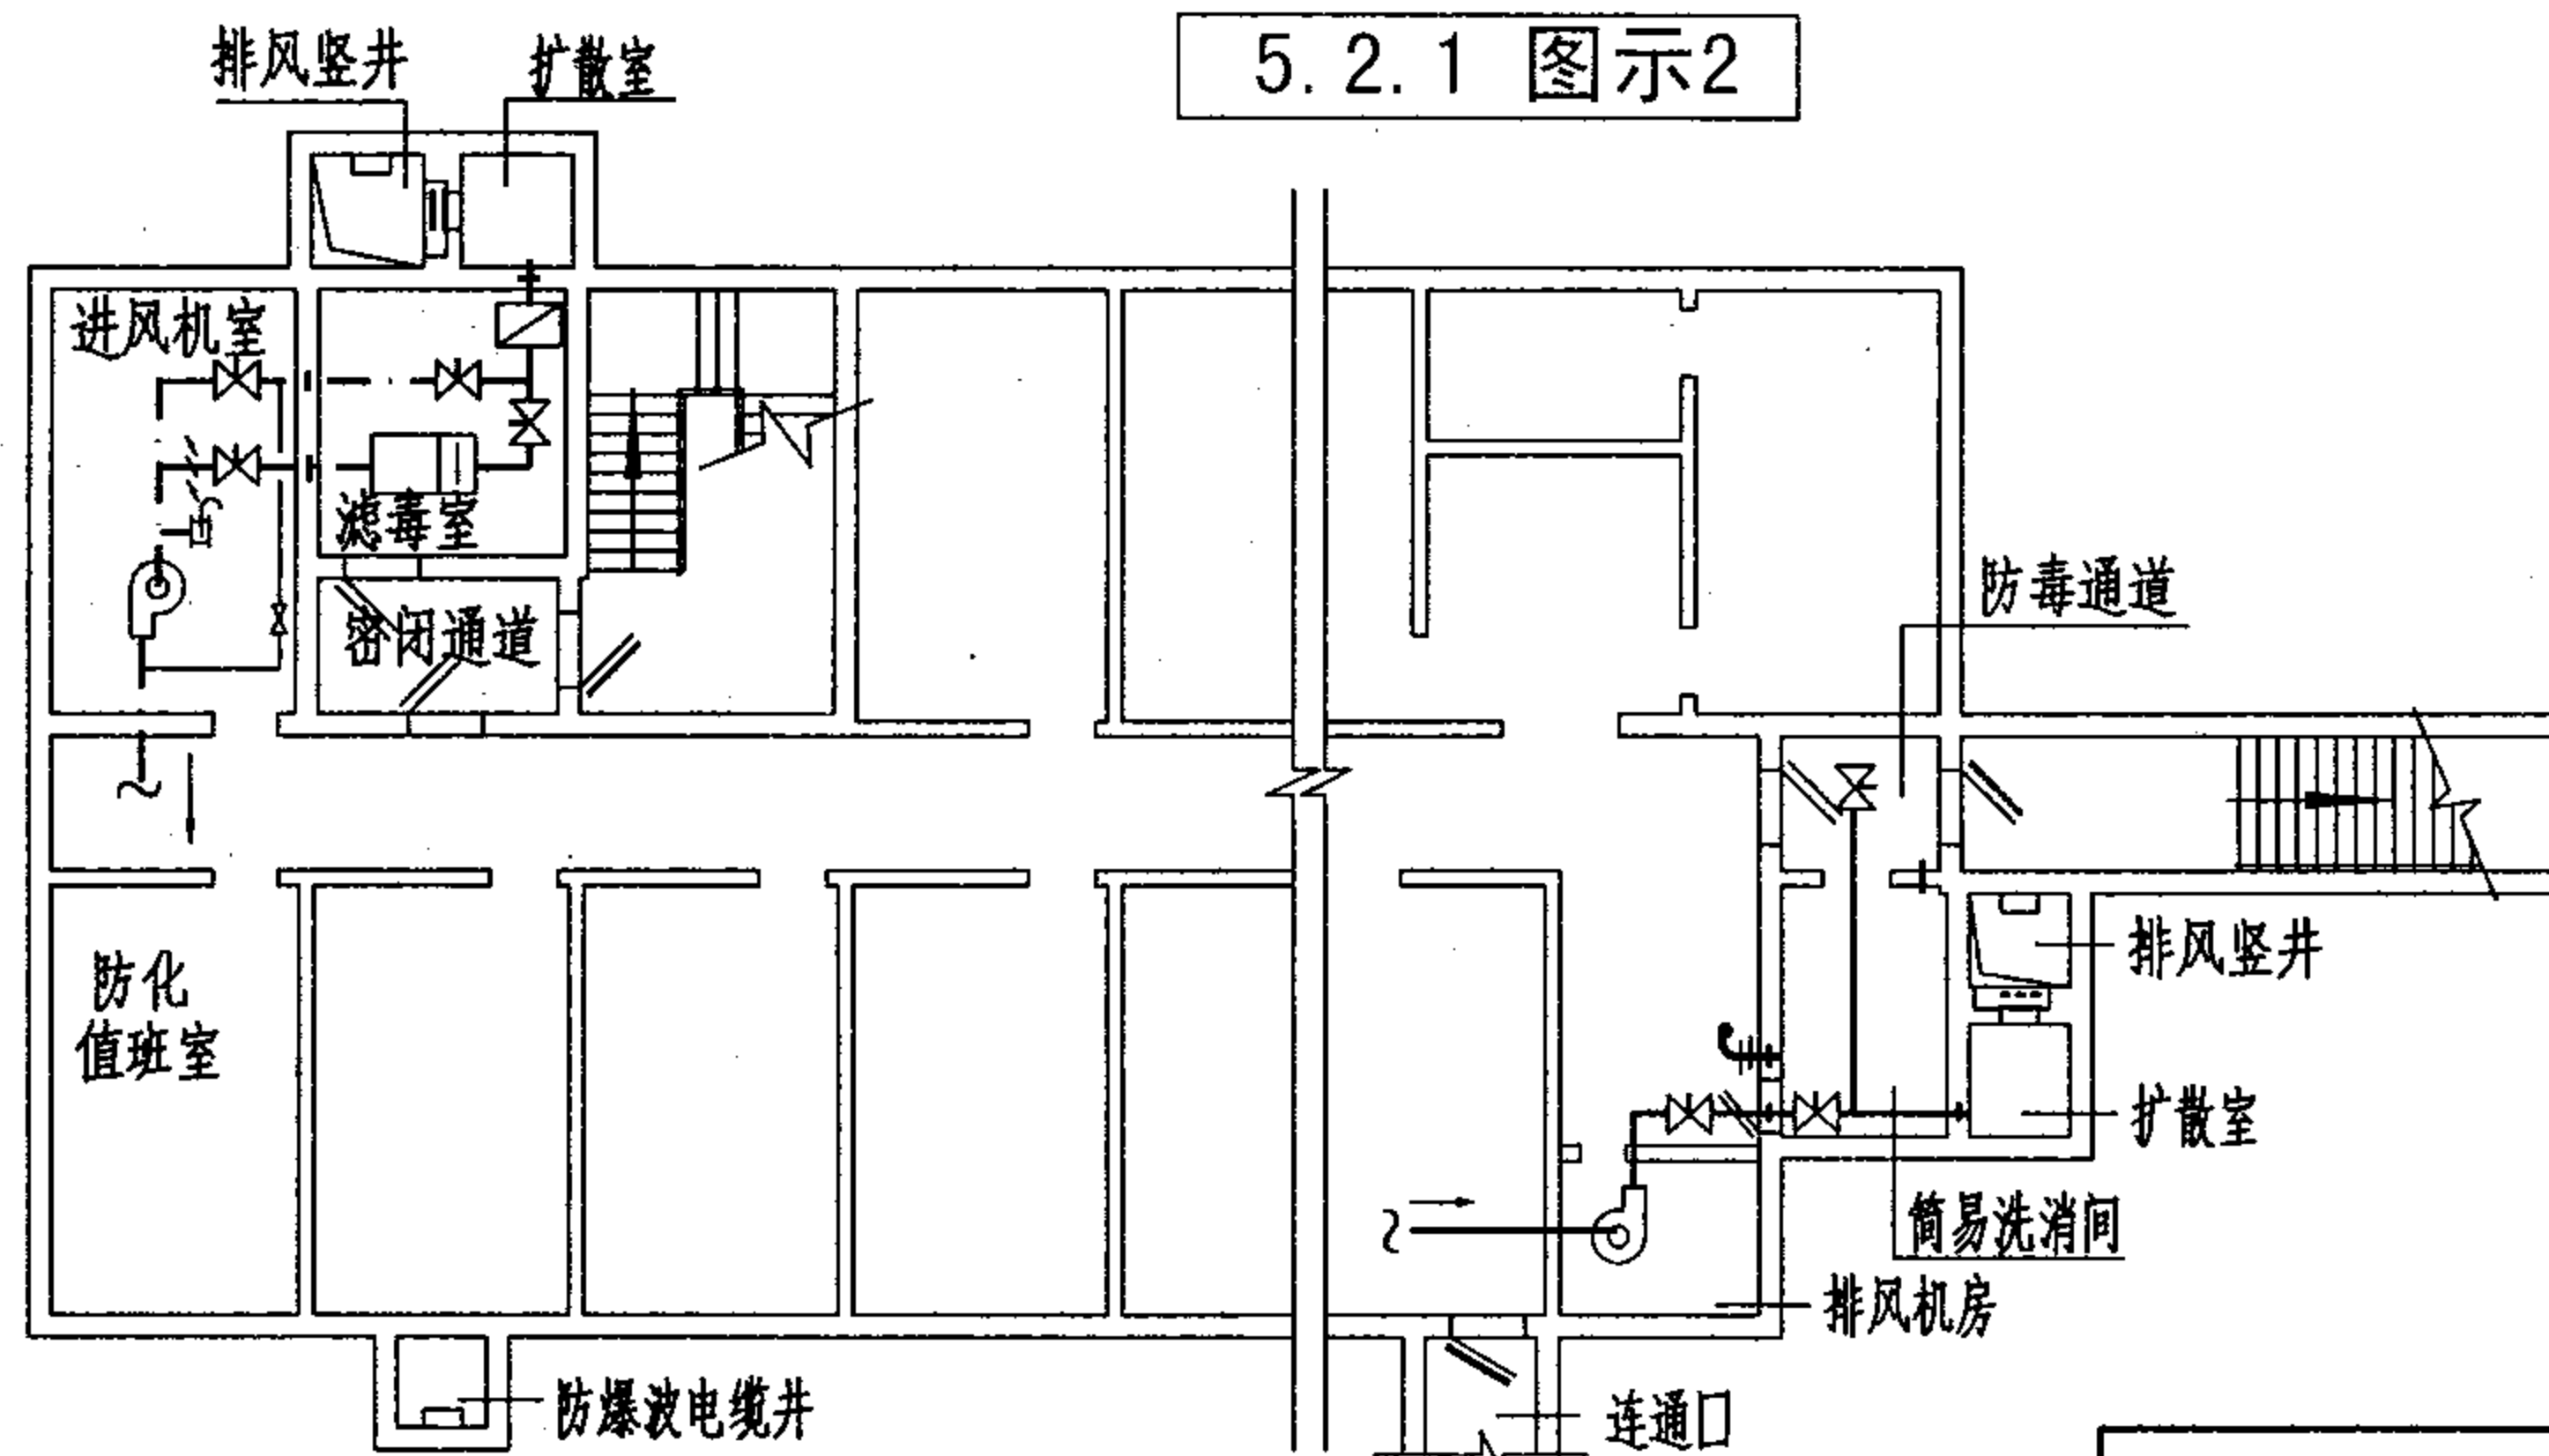 5.2.1 图示2
排风竖井
扩散室
进风机室
滤毒室
密闭通道
防毒通道
防化
值班室
排风竖井
扩散室
简易洗消间
排风机房
防爆波电缆井
连通口